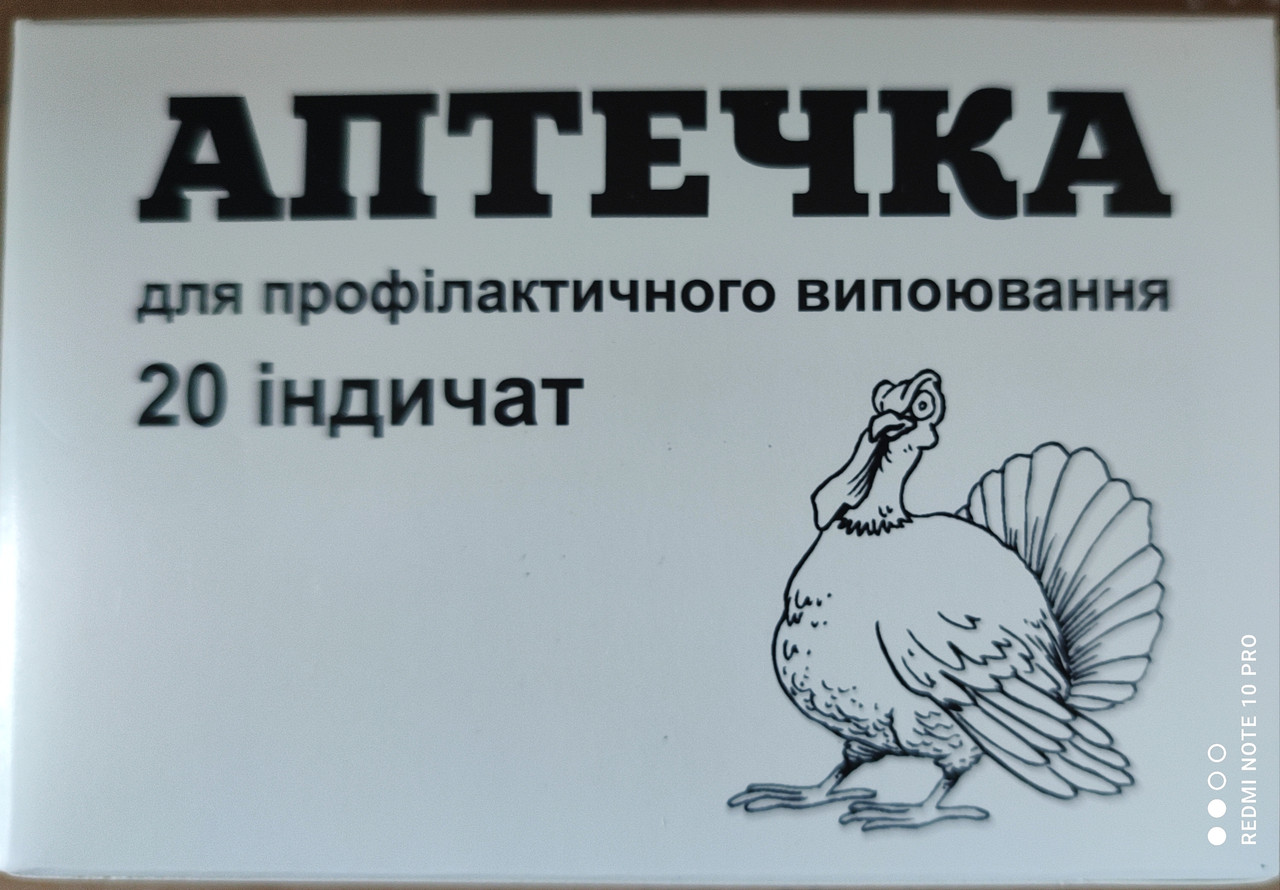 АПТЕЧКА
для профілактичного випоювання
20 індичат
REDMI NOTE 10 PRO